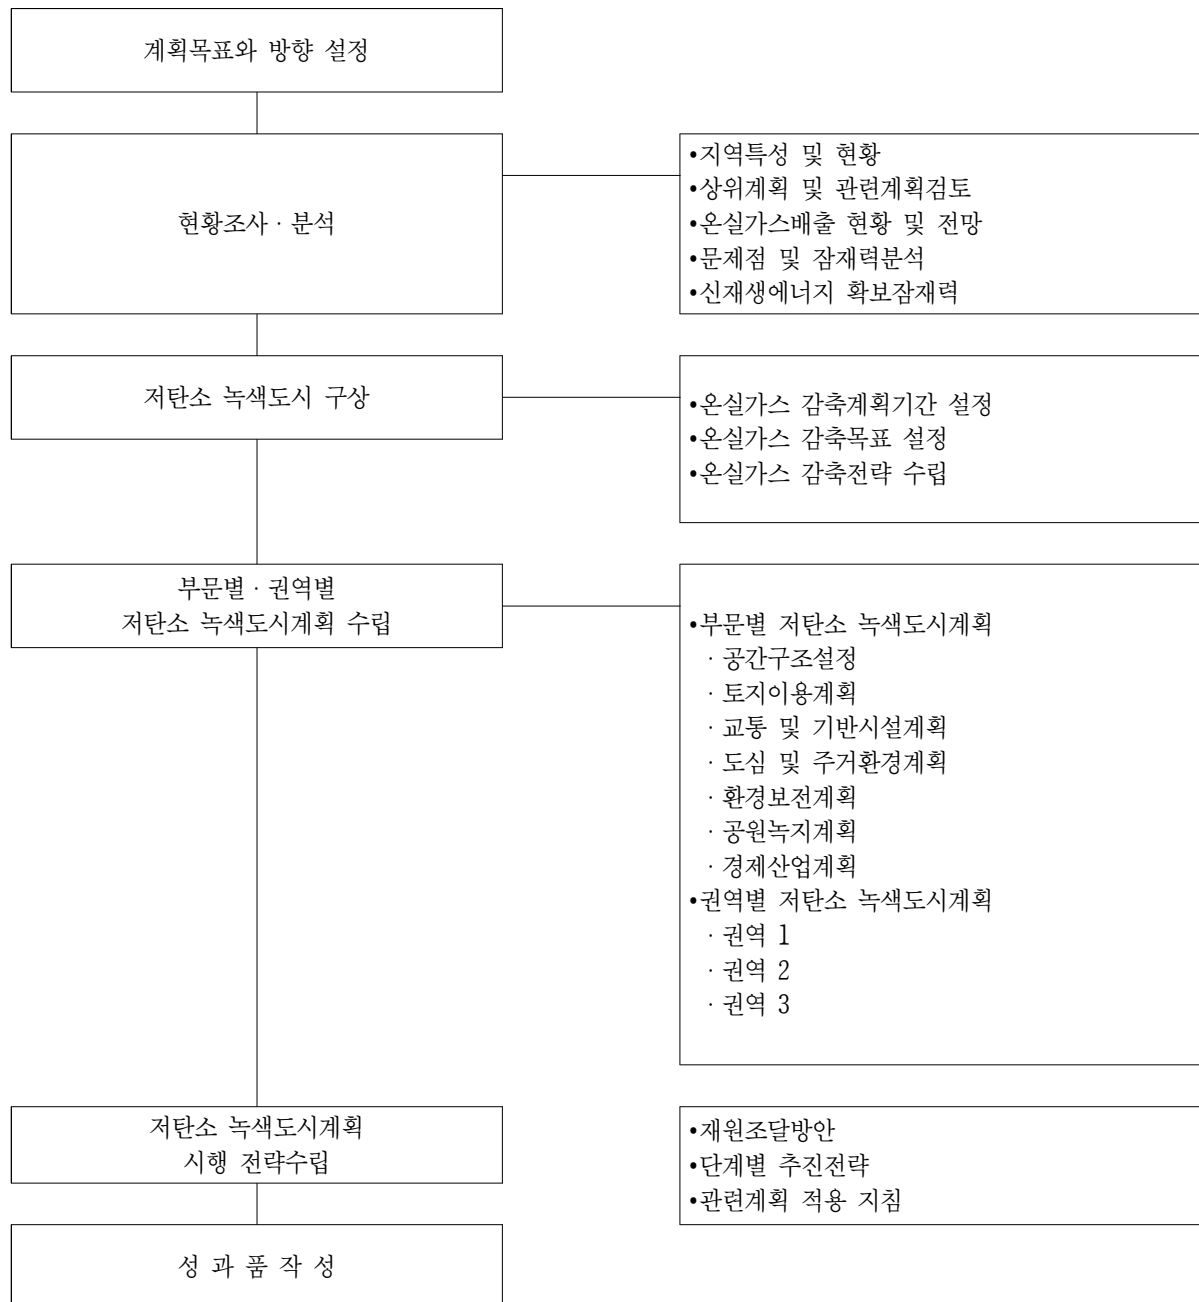 계획목표와 방향 설정
현황조사 · 분석
•지역특성 및 현황
•상위계획 및 관련계획검토
•온실가스배출 현황 및 전망
•문제점 및 잠재력분석
•신재생에너지 확보잠재력
저탄소 녹색도시 구상
•온실가스 감축계획기간 설정
•온실가스 감축목표 설정
•온실가스 감축전략 수립
부문별 · 권역별
저탄소 녹색도시계획 수립
•부문별 저탄소 녹색도시계획
· 공간구조설정
· 토지이용계획
· 교통 및 기반시설계획
· 도심 및 주거환경계획
· 환경보전계획
· 공원녹지계획
· 경제산업계획
•권역별 저탄소 녹색도시계획
· 권역 1
· 권역 2
· 권역 3
저탄소 녹색도시계획
시행 전략수립
•재원조달방안
•단계별 추진전략
•관련계획 적용 지침
성 과 품 작 성